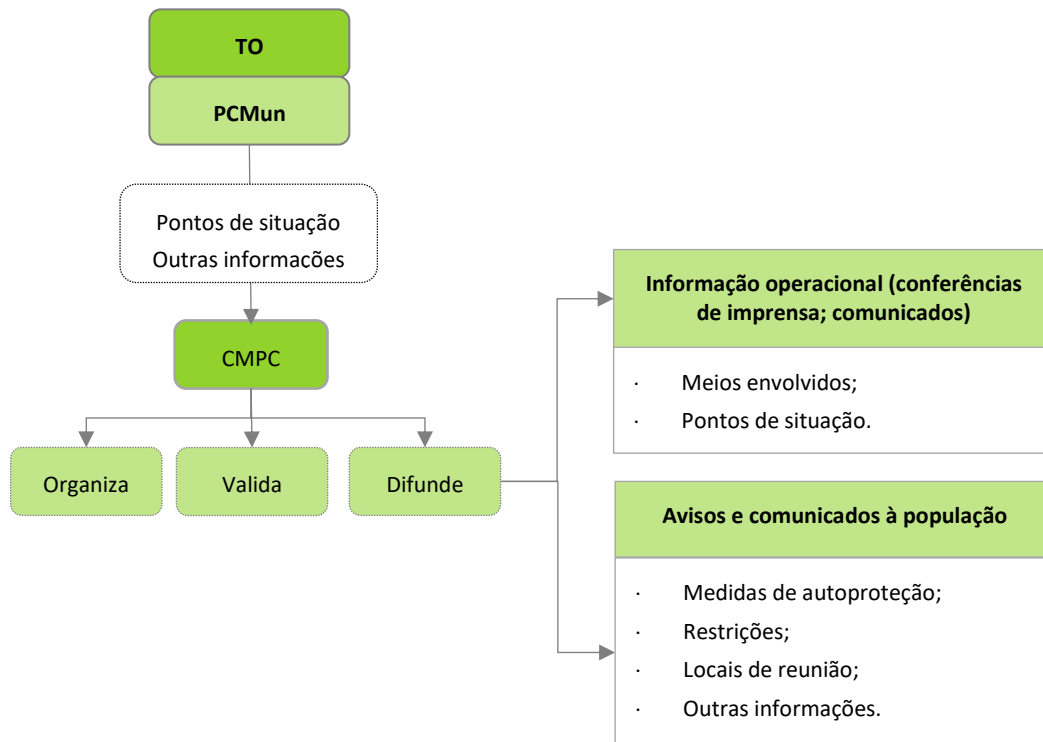 TO
PCMun
Pontos de situação
Outras informações
CMPC
Organiza
Valida
Difunde
Informação operacional (conferências
de imprensa; comunicados)
· Meios envolvidos;
· Pontos de situação.
Avisos e comunicados à população
· Medidas de autoproteção;
· Restrições;
· Locais de reunião;
· Outras informações.